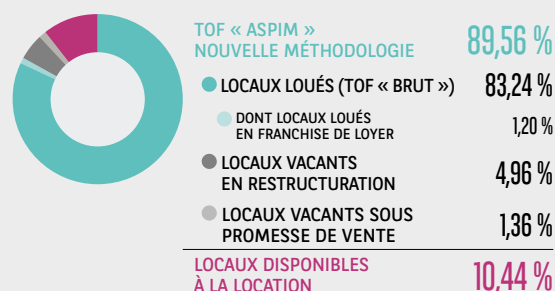 TOF « ASPIM »
NOUVELLE MÉTHODOLOGIE 89,56 %
LOCAUX LOUÉS (TOF « BRUT ») 83,24 %
DONT LOCAUX LOUÉS
EN FRANCHISE DE LOYER 1,20 %
LOCAUX VACANTS
EN RESTRUCTURATION 4,96 %
LOCAUX VACANTS SOUS
PROMESSE DE VENTE 1,36 %
LOCAUX DISPONIBLES
À LA LOCATION 10,44 %